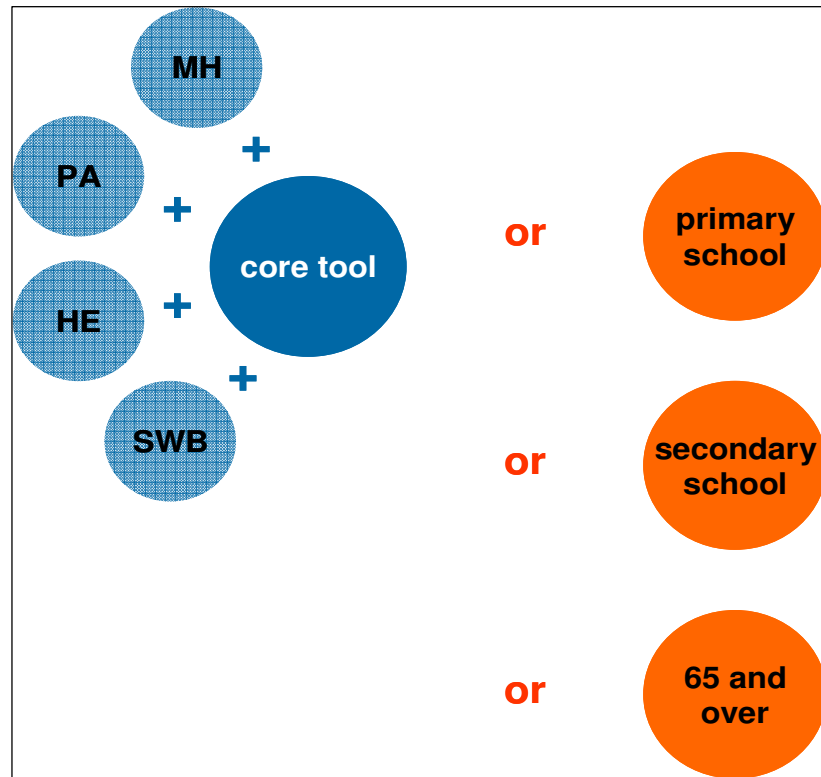 MH
+
PA
+
core tool
or
primary
school
HE
+
+
SWB
or
secondary
school
or
65 and
over